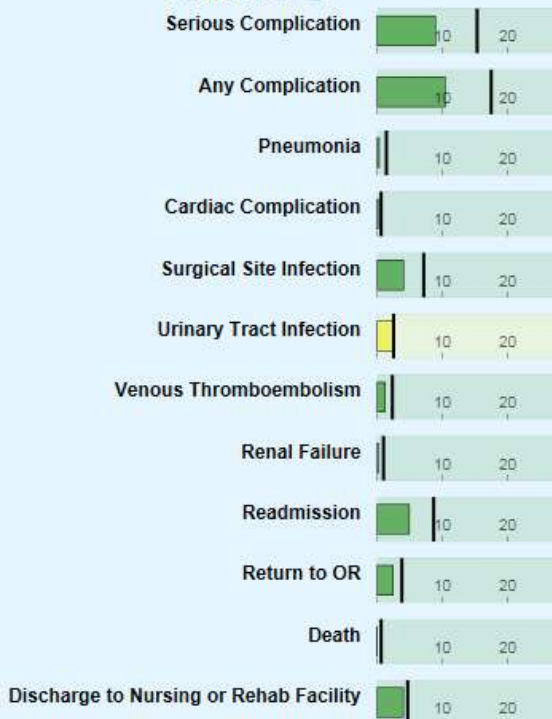 Serious Complication 10 20
Any Complication 10 20
Pneumonia 10 20
Cardiac Complication 10 20
Surgical Site Infection 10 20
Urinary Tract Infection 10 20
Venous Thromboembolism 10 20
Renal Failure 10 20
Readmission 10 20
Return to OR 10 20
Death 10 20
Discharge to Nursing or Rehab Facility 10 20